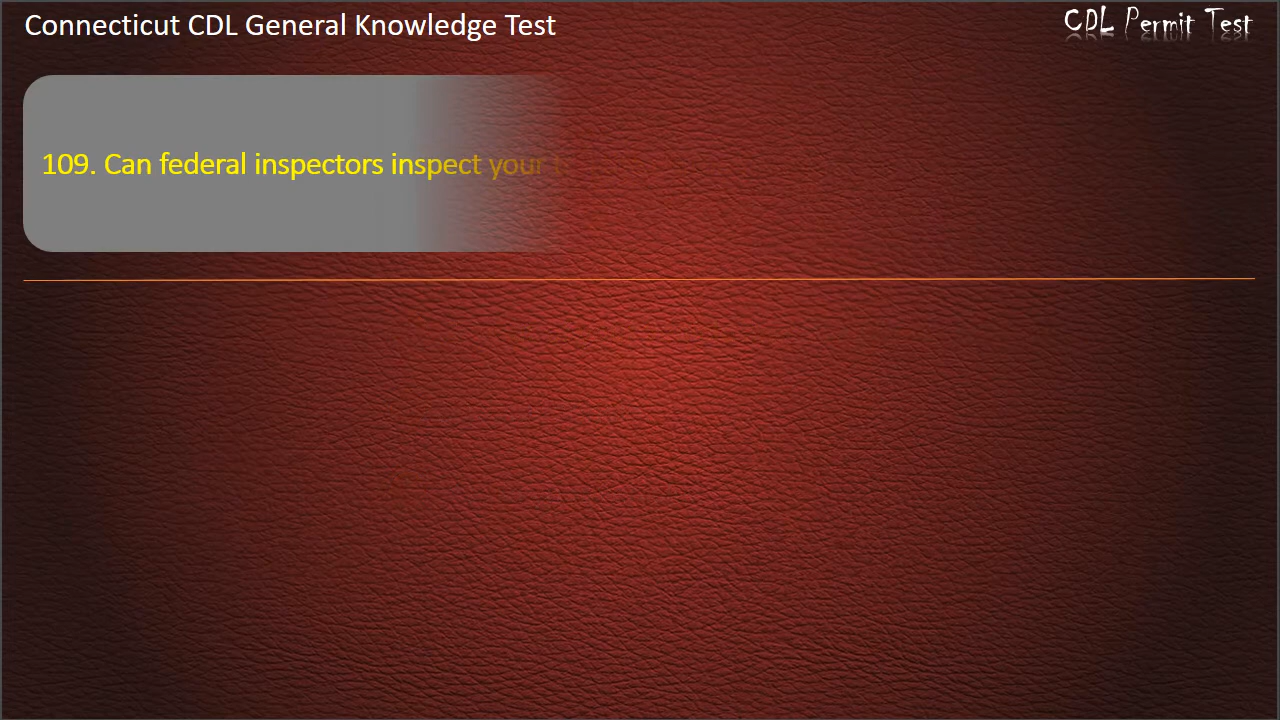 Connecticut CDL General Knowledge Test
CDL Permit Test
109. Can federal inspectors inspect your